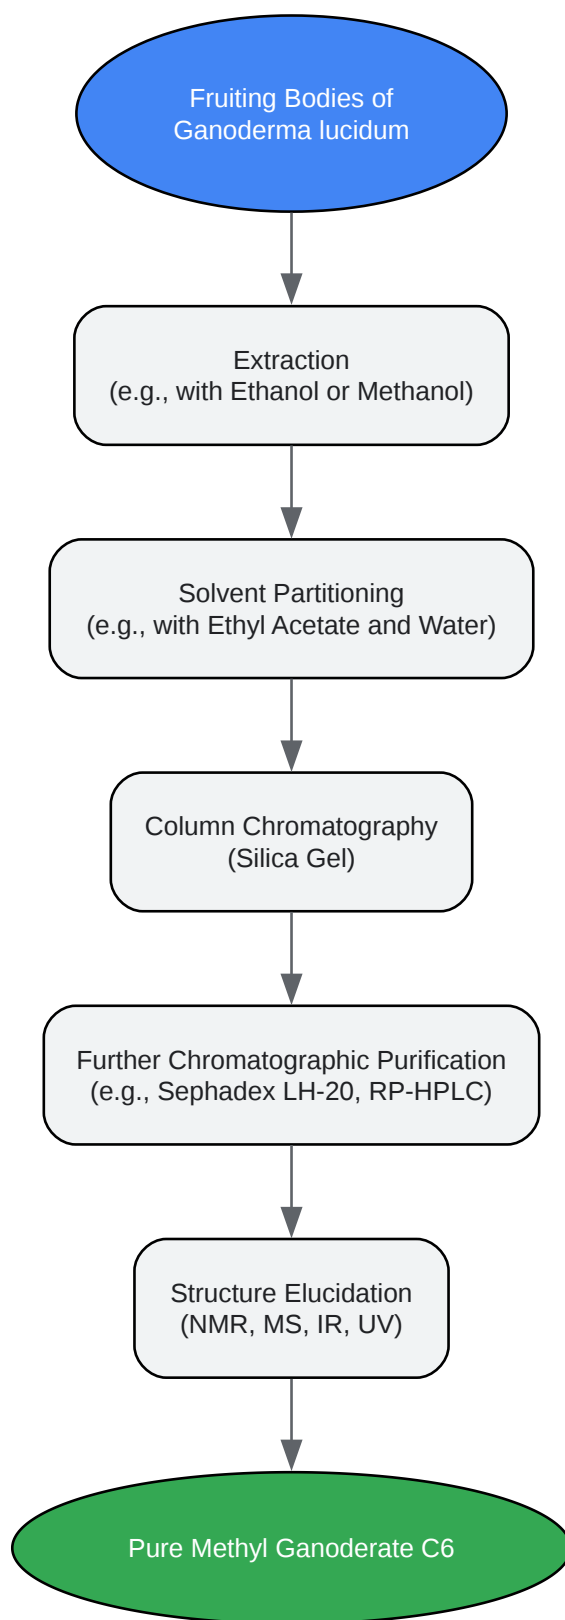 Fruiting Bodies of
Ganoderma lucidum
Extraction
(e.g., with Ethanol or Methanol)
Solvent Partitioning
(e.g., with Ethyl Acetate and Water)
Column Chromatography
(Silica Gel)
Further Chromatographic Purification
(e.g., Sephadex LH-20, RP-HPLC)
Structure Elucidation
(NMR, MS, IR, UV)
Pure Methyl Ganoderate C6